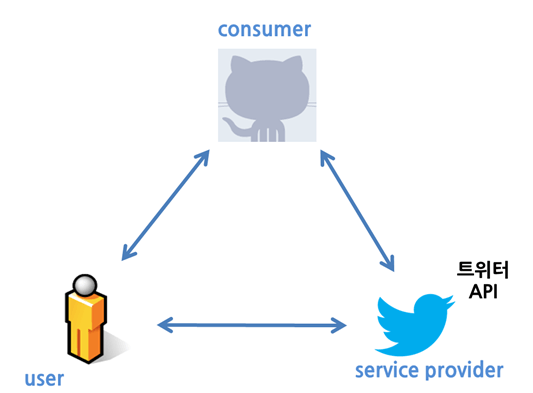 consumer
트위터
API
user
service provider